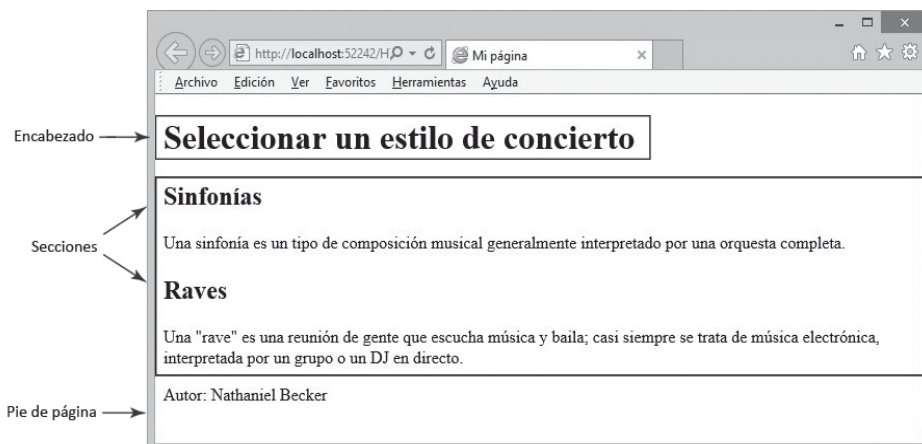 http://localhost:52242/H
Mi página
Archivo Edición Ver Favoritos Herramientas Ayuda
Encabezado
Seleccionar un estilo de concierto
Secciones
Sinfonías
Una sinfonía es un tipo de composición musical generalmente interpretado por una orquesta completa.
Raves
Una "rave" es una reunión de gente que escucha música y baila; casi siempre se trata de música electrónica,
interpretada por un grupo o un DJ en directo.
Pie de página
Autor: Nathaniel Becker